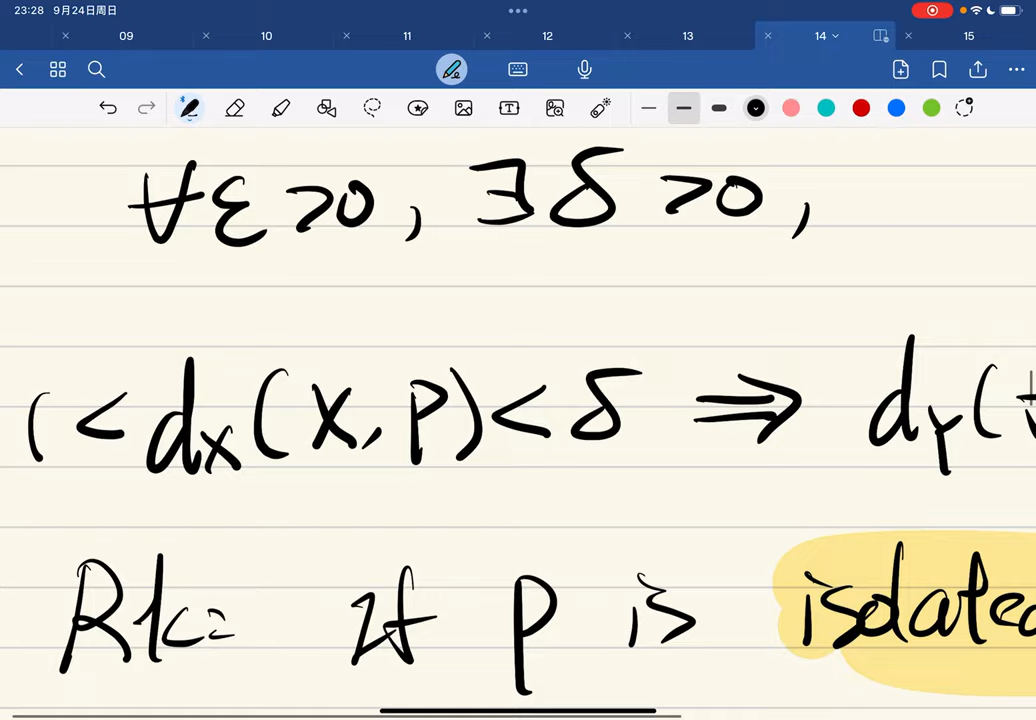 23:28 9月24日周日
09 10 11 12 13 14 15
∀ε>0, ∃δ>0,
(<dx(x,p)<δ ⇒ dY(
Rk: If p is isolated